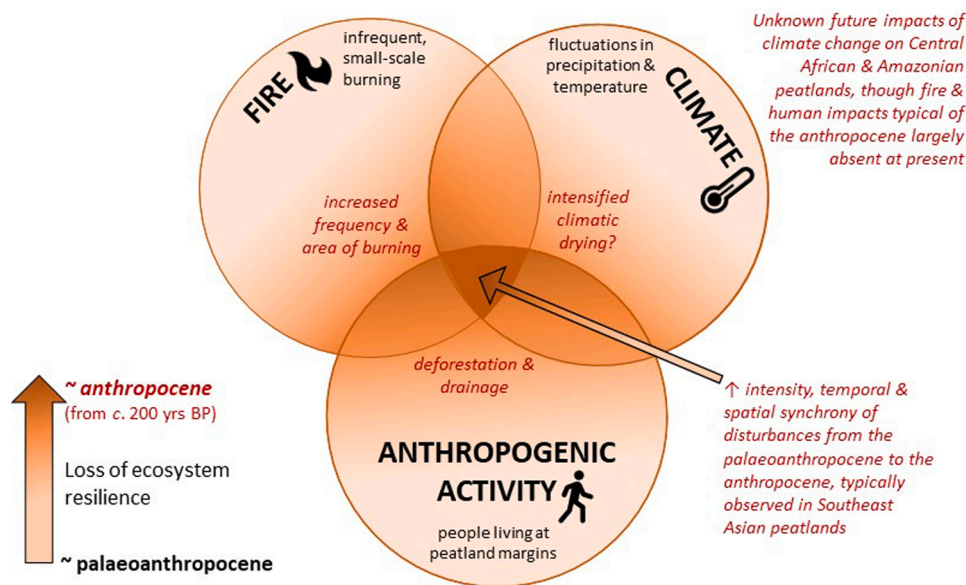 FIRE
infrequent,
small-scale
burning
fluctuations in
precipitation &
temperature
CLIMATE
Unknown future impacts of
climate change on Central
African & Amazonian
peatlands, though fire &
human impacts typical of
the anthropocene largely
absent at present
increased
frequency &
area of burning
intensified
climatic
drying?
deforestation &
drainage
ANTHROPOGENIC
ACTIVITY
people living at
peatland margins
~ anthropocene
(from c. 200 yrs BP)
Loss of ecosystem
resilience
~ palaeoanthropocene
↑ intensity, temporal &
spatial synchrony of
disturbances from the
palaeoanthropocene to the
anthropocene, typically
observed in Southeast
Asian peatlands